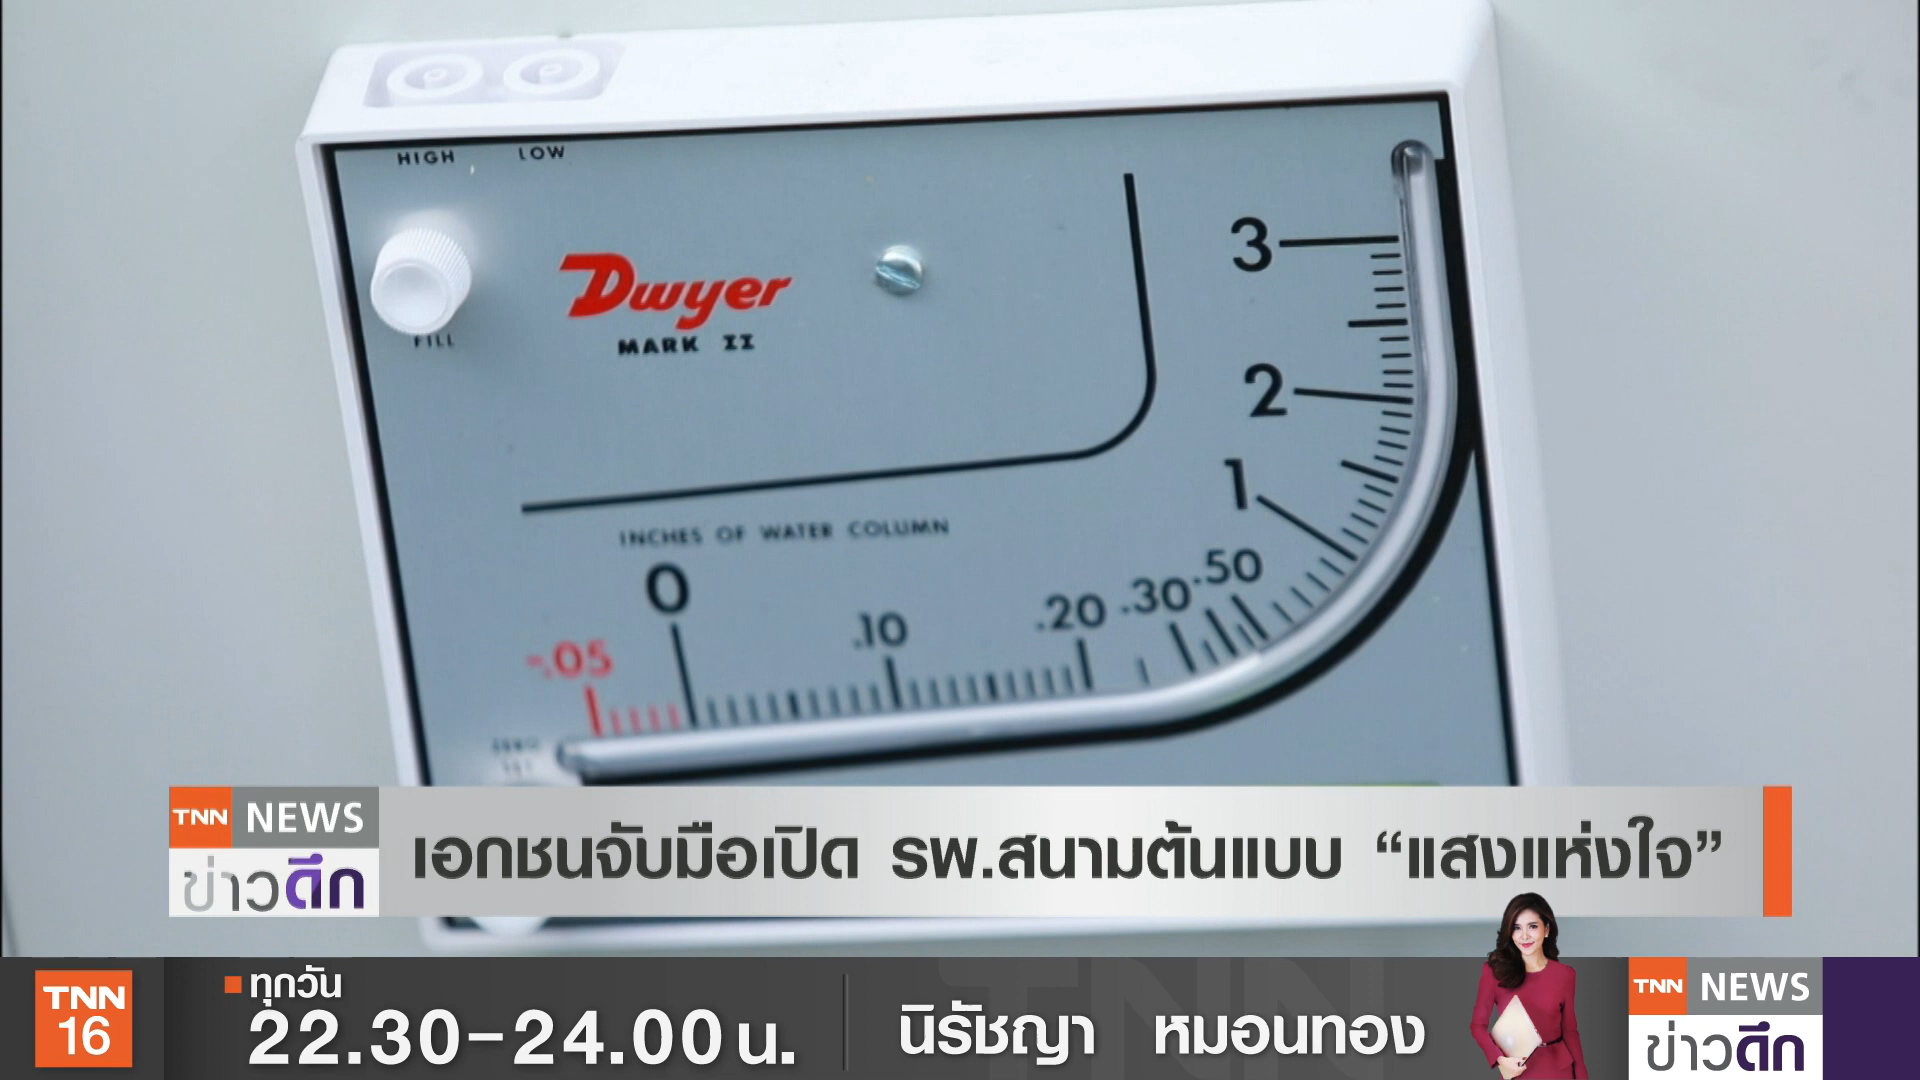 HIGH LOW
FILL
Dwyer
MARK II
3
2
1
INCHES OF WATER COLUMN
0
-.05 .10 .20 .30 .50
TNN NEWS
ข่าวดึก
เอกชนจับมือเปิด รพ.สนามต้นแบบ “แสงแห่งใจ”
TNN
16
ทุกวัน
22.30-24.00 น.
นิรัชญา หมอนทอง
TNN NEWS
ข่าวดึก